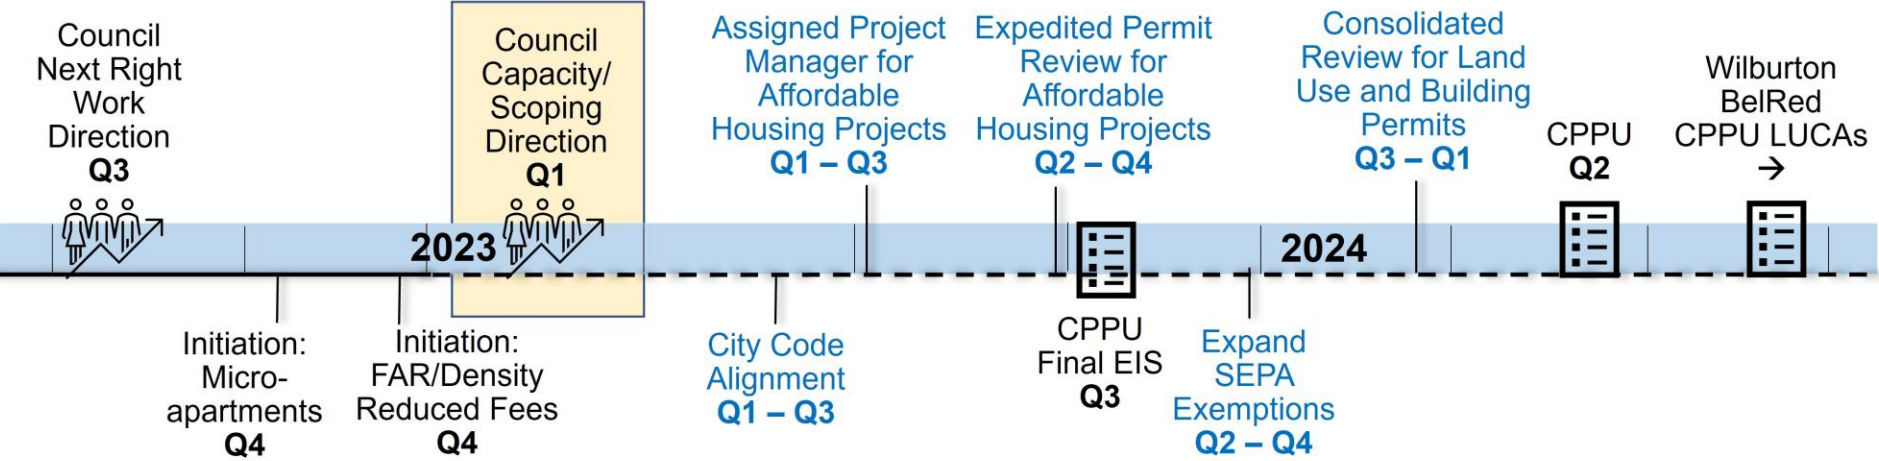 Council
Next Right
Work
Direction
Q3
Council
Capacity/
Scoping
Direction
Q1
Assigned Project
Manager for
Affordable
Housing Projects
Q1 – Q3
Expedited Permit
Review for
Affordable
Housing Projects
Q2 – Q4
Consolidated
Review for Land
Use and Building
Permits
Q3 – Q1
CPPU
Q2
Wilburton
BelRed
CPPU LUCAs
→
2023
2024
Initiation:
Micro-
apartments
Q4
Initiation:
FAR/Density
Reduced Fees
Q4
City Code
Alignment
Q1 – Q3
CPPU
Final EIS
Q3
Expand
SEPA
Exemptions
Q2 – Q4